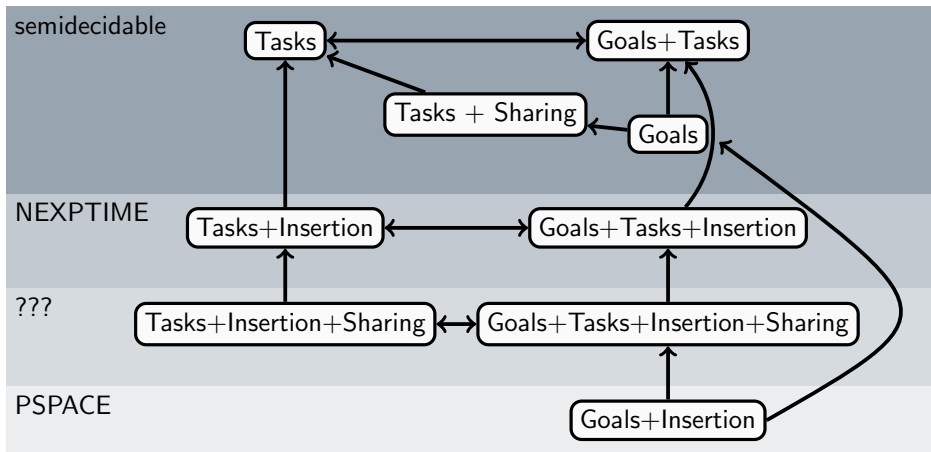 semidecidable
Tasks
Goals+Tasks
Tasks + Sharing
Goals
NEXPTIME
Tasks+Insertion
Goals+Tasks+Insertion
???
Tasks+Insertion+Sharing
Goals+Tasks+Insertion+Sharing
PSPACE
Goals+Insertion